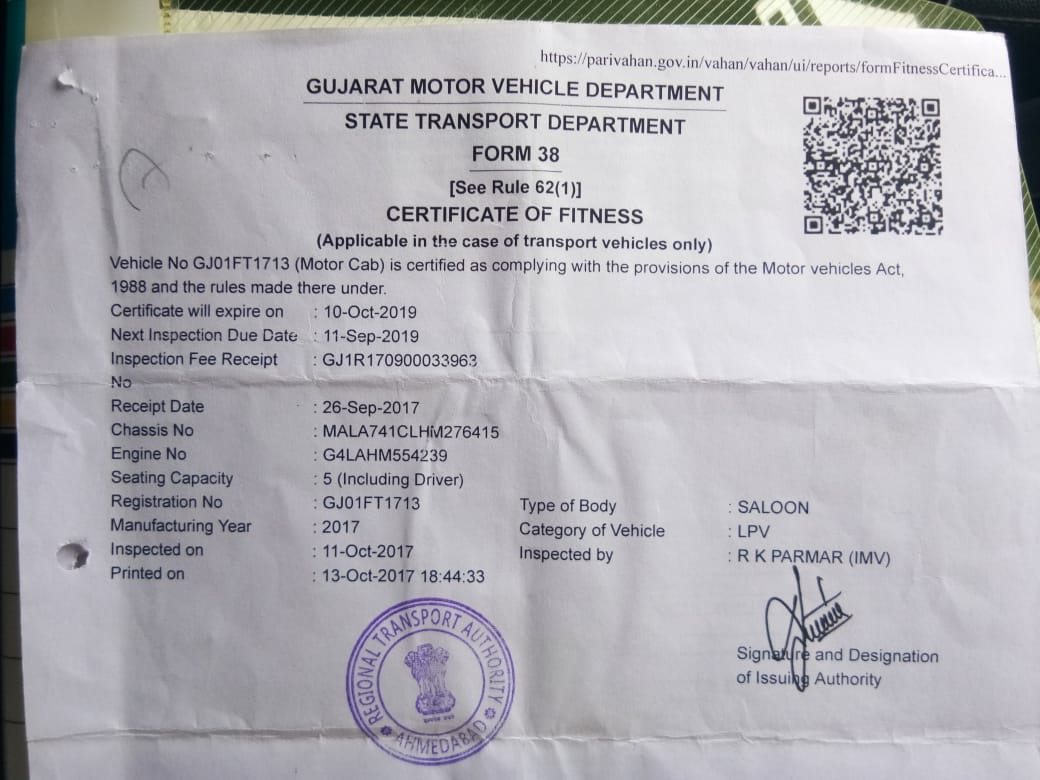 https://parivahan.gov.in/vahan/vahan/ui/reports/formFitnessCertifica...
GUJARAT MOTOR VEHICLE DEPARTMENT
STATE TRANSPORT DEPARTMENT
FORM 38
[See Rule 62(1)]
CERTIFICATE OF FITNESS
(Applicable in the case of transport vehicles only)
Vehicle No GJ01FT1713 (Motor Cab) is certified as complying with the provisions of the Motor vehicles Act,
1988 and the rules made there under.
Certificate will expire on : 10-Oct-2019
Next Inspection Due Date : 11-Sep-2019
Inspection Fee Receipt : GJ1R170900033963
No
Receipt Date : 26-Sep-2017
Chassis No : MALA741CLHM276415
Engine No : G4LAHM554239
Seating Capacity : 5 (Including Driver)
Registration No : GJ01FT1713 Type of Body : SALOON
Manufacturing Year : 2017 Category of Vehicle : LPV
Inspected on : 11-Oct-2017 Inspected by : R K PARMAR (IMV)
Printed on : 13-Oct-2017 18:44:33
Signature and Designation
of Issuing Authority
REGIONAL TRANSPORT AUTHORITY
AHMEDABAD